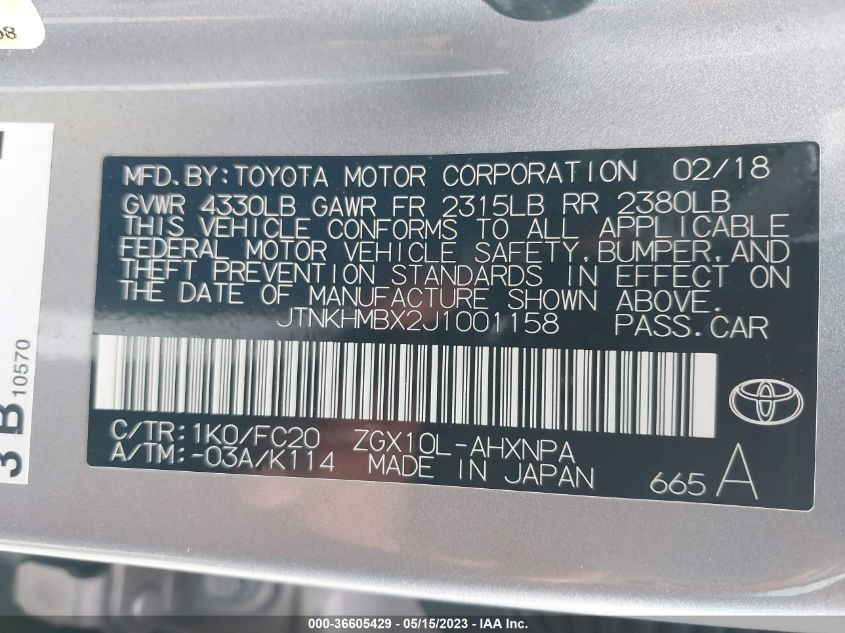 58
MFD.BY:TOYOTA MOTOR CORPORATION 02/18
GVWR 4330LB GAWR FR 2315LB RR 2380LB
THIS VEHICLE CONFORMS TO ALL APPLICABLE
FEDERAL MOTOR VEHICLE SAFETY,BUMPER,AND
THEFT PREVENTION STANDARDS IN EFFECT ON
THE DATE OF MANUFACTURE SHOWN ABOVE.
JTNKHMBX2J1001158 PASS.CAR
C/TR:1K0/FC20 ZGX10L-AHXNPA
A/TM:-03A/K114 MADE IN JAPAN
665 A
3 B 10570
000-36605429 - 05/15/2023 - IAA Inc.